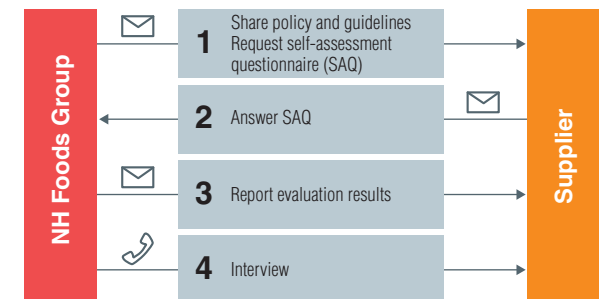 NH Foods Group
1
Share policy and guidelines
Request self-assessment
questionnaire (SAQ)
2 Answer SAQ
3 Report evaluation results
4 Interview
Supplier